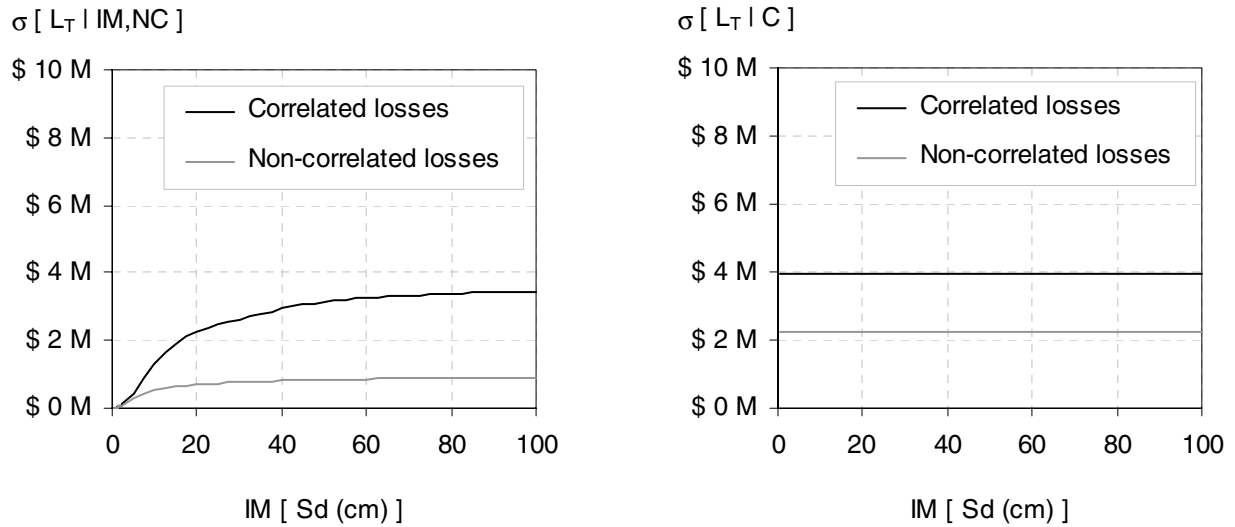 σ [ LT | IM,NC ]
$ 10 M
$ 8 M
$ 6 M
$ 4 M
$ 2 M
$ 0 M
Correlated losses
Non-correlated losses
0 20 40 60 80 100
IM [ Sd (cm) ]
σ [ LT | C ]
$ 10 M
$ 8 M
$ 6 M
$ 4 M
$ 2 M
$ 0 M
Correlated losses
Non-correlated losses
0 20 40 60 80 100
IM [ Sd (cm) ]